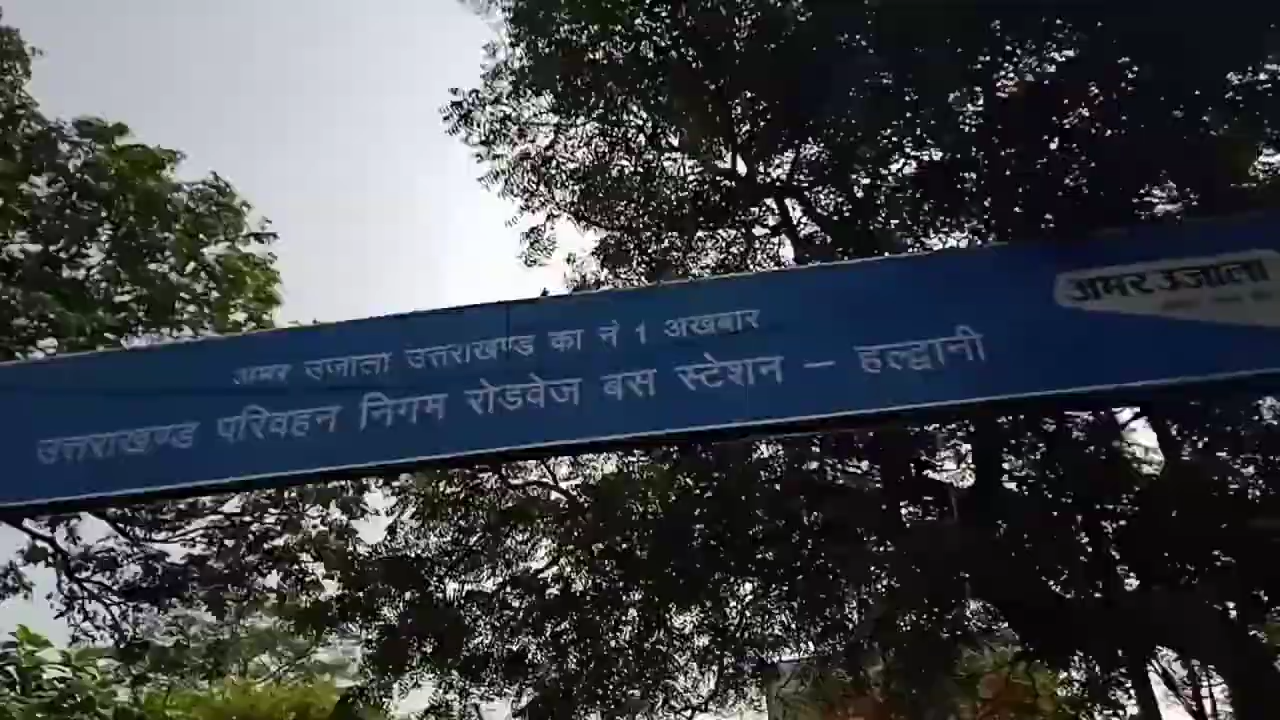 अमर उजाला उत्तराखण्ड का नं 1 अखबार
उत्तराखण्ड परिवहन निगम रोडवेज बस स्टेशन – हल्द्वानी
अमर उजाला